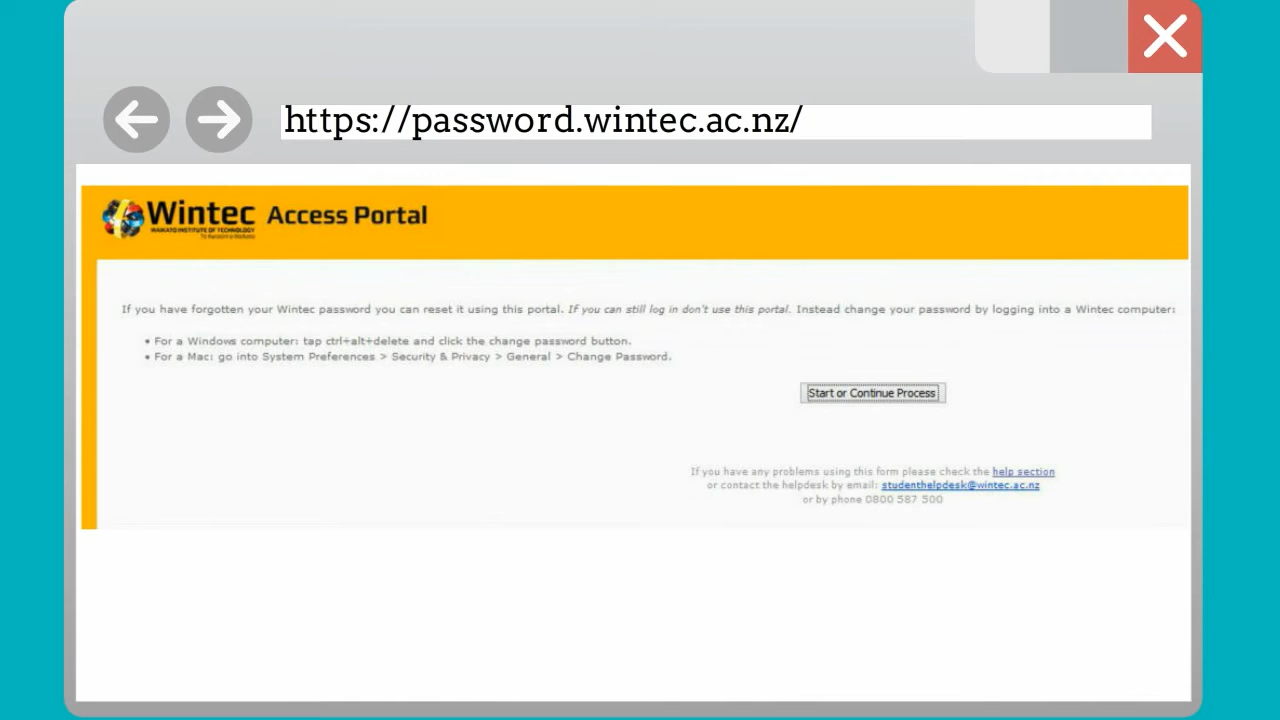 https://password.wintec.ac.nz/
Wintec Access Portal
WAIKATO INSTITUTE OF TECHNOLOGY
If you have forgotten your Wintec password you can reset it using this portal. If you can still log in don't use this portal. Instead change your password by logging into a Wintec computer:
• For a Windows computer: tap ctrl+alt+delete and click the change password button.
• For a Mac: go into System Preferences > Security & Privacy > General > Change Password.
Start or Continue Process
If you have any problems using this form please check the help section
or contact the helpdesk by email: studenthelpdesk@wintec.ac.nz
or by phone 0800 587 500